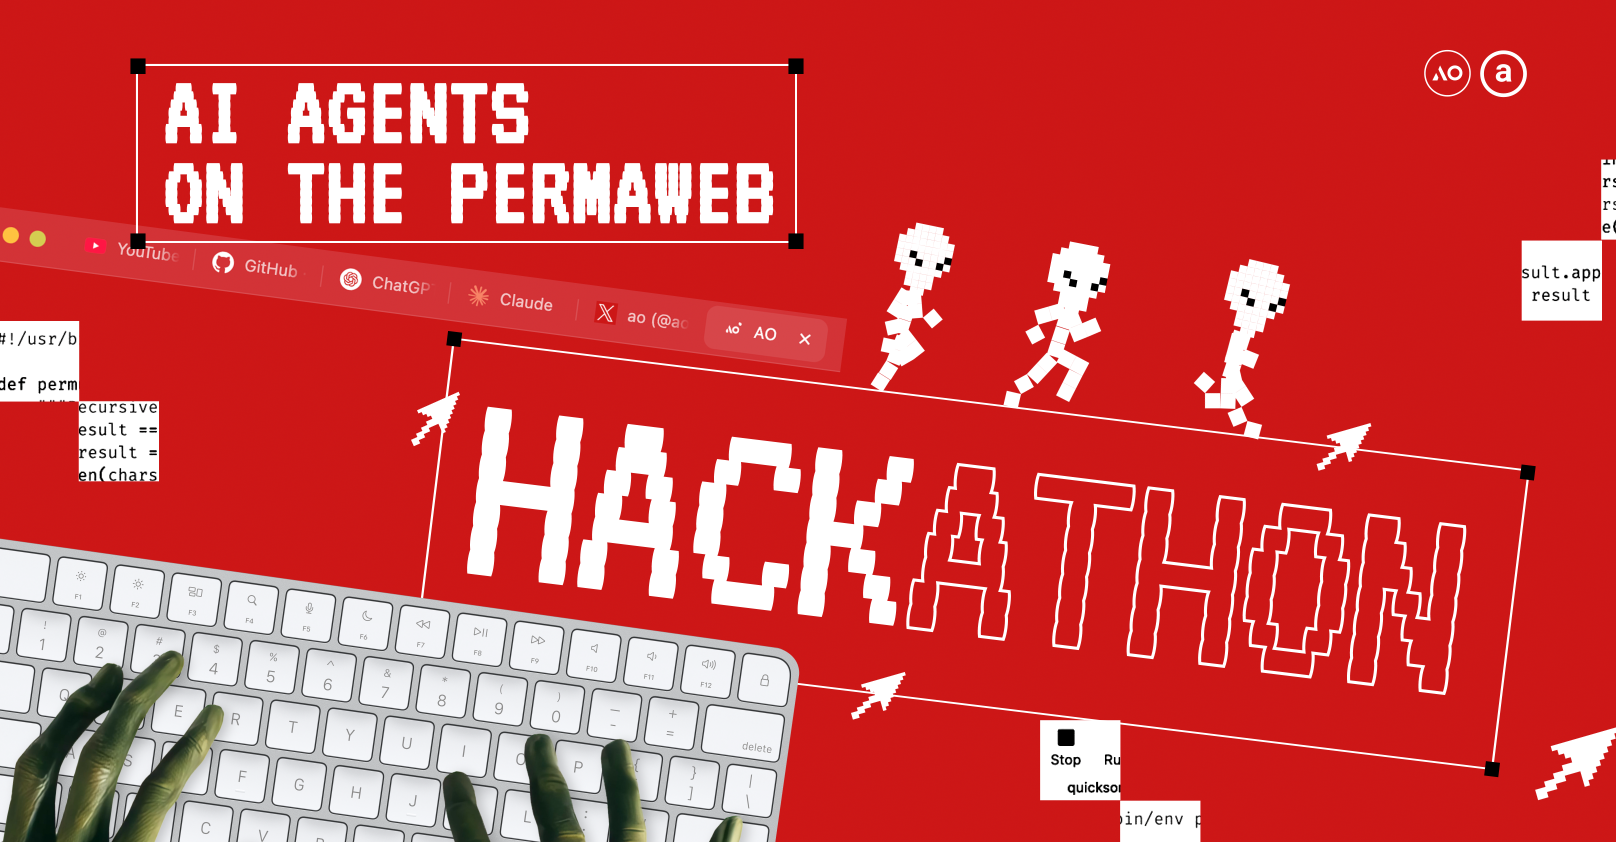 AI AGENTS
ON THE PERMAWEB
AO
a
YouTube
GitHub
ChatGP
Claude
ao (@ao
AO
sult.app
result
#!/usr/b
def perm
ecursive
esult ==
result =
en(chars
HACKATHON
Stop Ru
quickso
bin/env p
F1 F2 F3 F4 F5 F6 F7 F8 F9 F10 F11 F12
! @ # $ % ^ & * ( ) — +
1 2 4 5 6 7 8 9 0 - =
delete
Q E R T Y U I O P { }
] | \
A S F G H J L : ;
C V